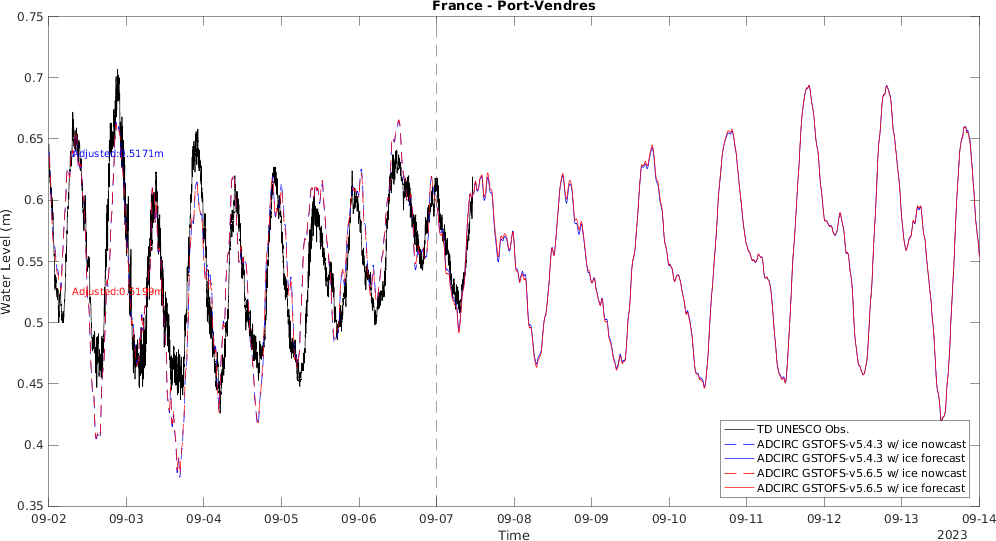 France - Port-Vendres
0.75
0.7
0.65
0.6
0.55
0.5
0.45
0.4
0.35
Water Level (m)
Adjusted:0.5171m
Adjusted:0.5199m
TD UNESCO Obs.
ADCIRC GSTOFS-v5.4.3 w/ ice nowcast
ADCIRC GSTOFS-v5.4.3 w/ ice forecast
ADCIRC GSTOFS-v5.6.5 w/ ice nowcast
ADCIRC GSTOFS-v5.6.5 w/ ice forecast
09-02 09-03 09-04 09-05 09-06 09-07 09-08 09-09 09-10 09-11 09-12 09-13 09-14
Time
2023